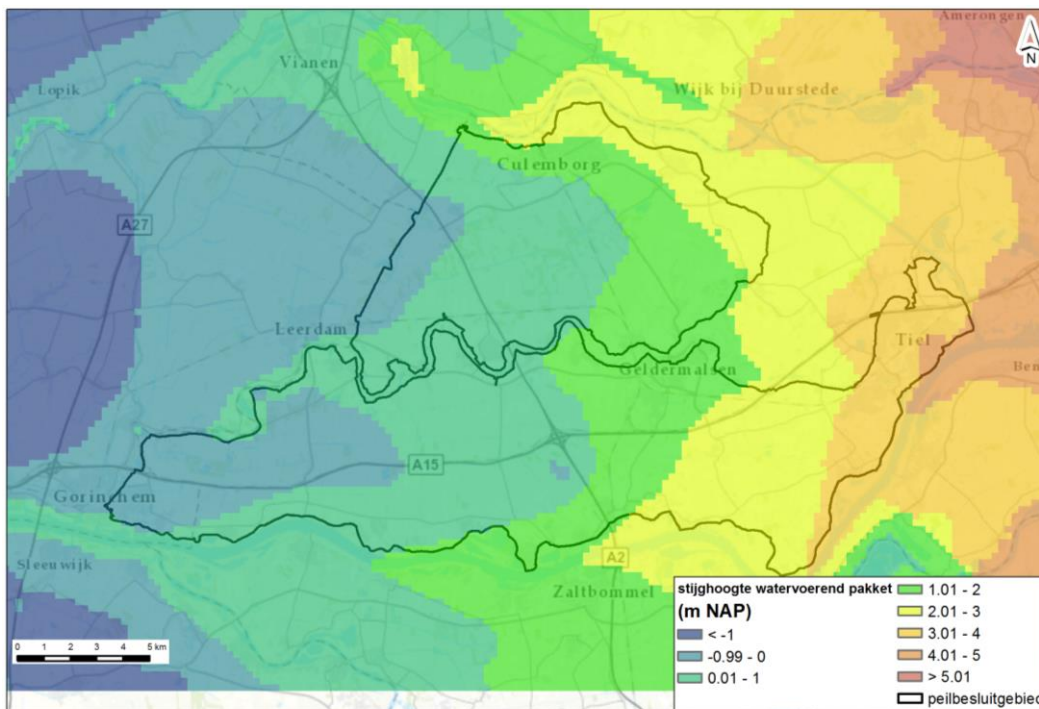 Amerongen
N
Vianen
Lopik
Wijk bij Duurstede
Culemborg
A27
Leerdam
Tiel
Ben
Geldermalsen
A15
Gorinchem
Sleeuwijk
A2
Zaltbommel
0 1 2 3 4 5 km
stijghoogte watervoerend pakket
(m NAP)
< -1
-0.99 - 0
0.01 - 1
1.01 - 2
2.01 - 3
3.01 - 4
4.01 - 5
> 5.01
peilbesluitgebied